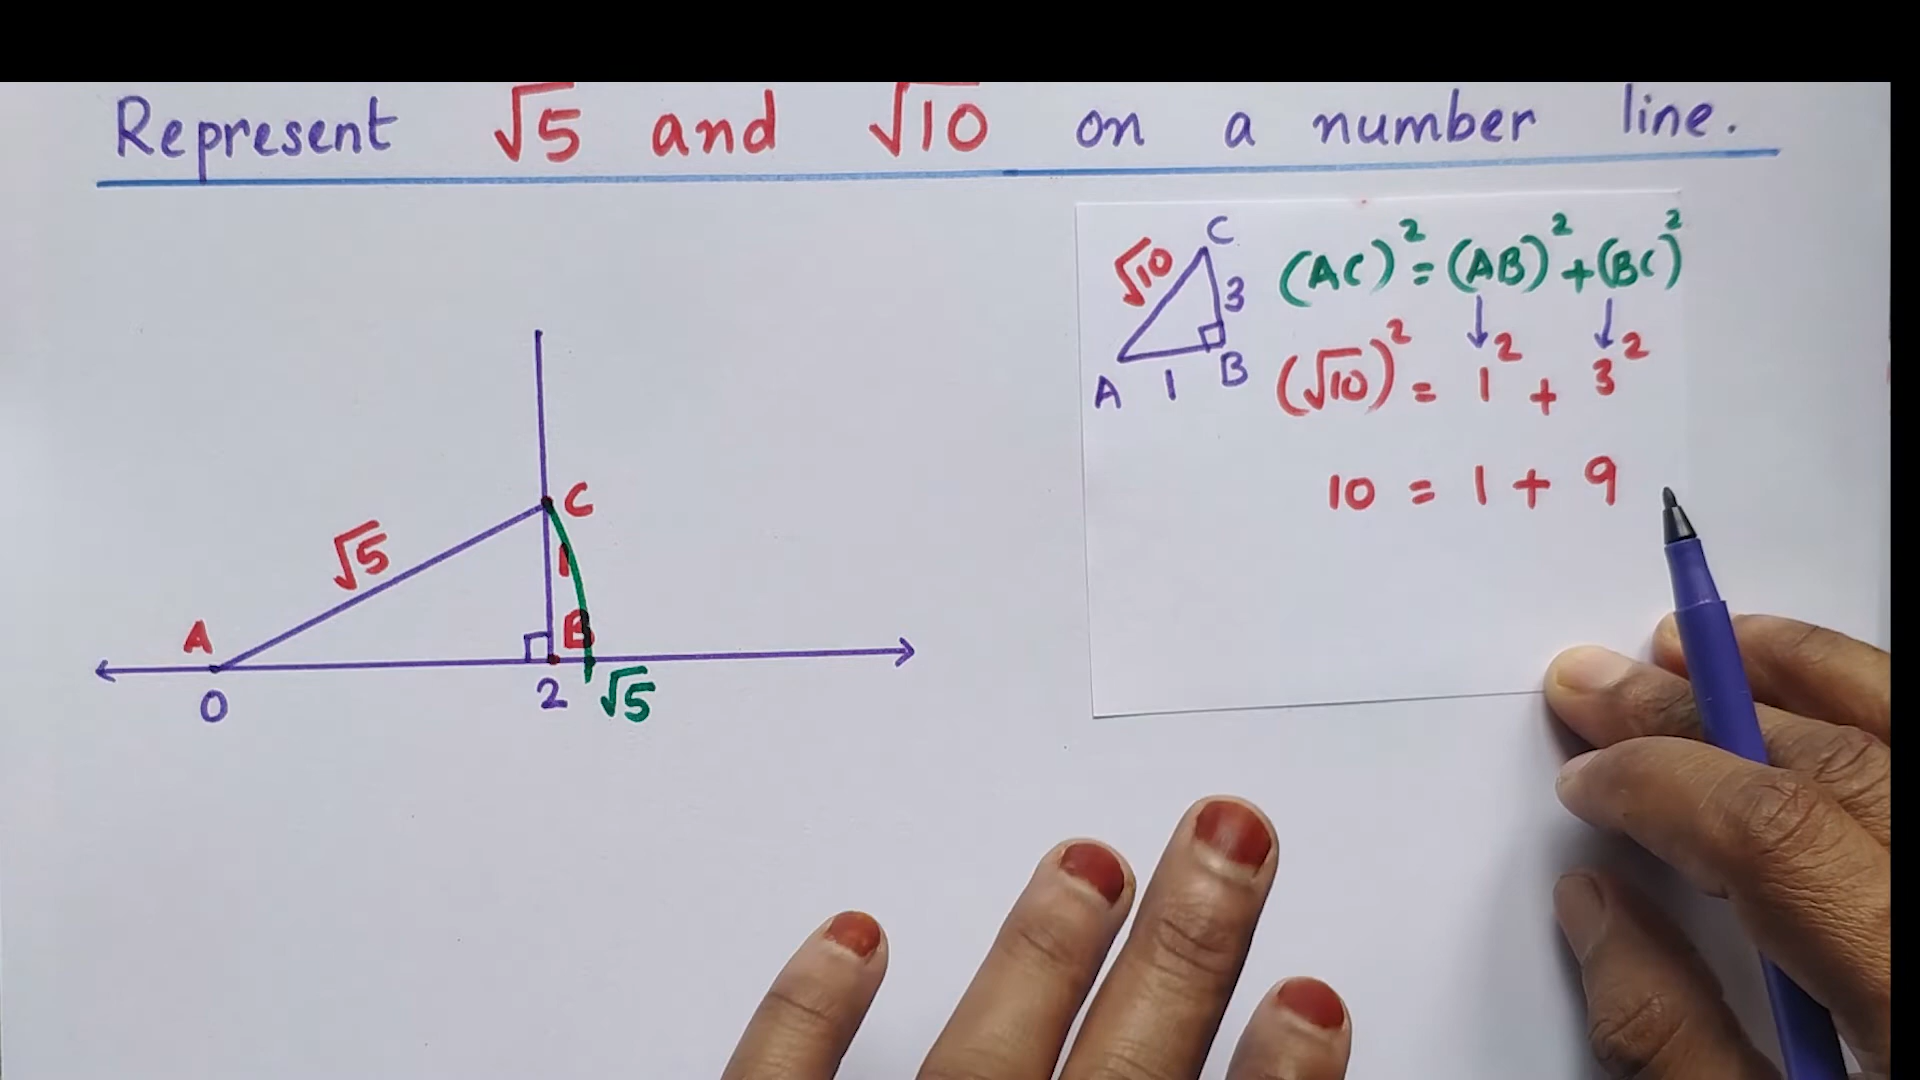 Represent √5 and √10 on a number line.
C
√10
3
A 1 B
(AC)² = (AB)² + (BC)²
↓ ↓
(√10)² = 1² + 3²
10 = 1 + 9
C
√5
1
A
B
0
2
√5